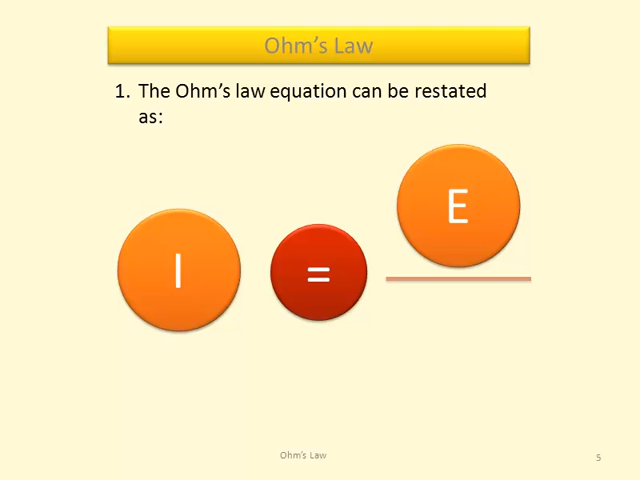 Ohm's Law
1. The Ohm's law equation can be restated
as:
E
I =
Ohm's Law
5